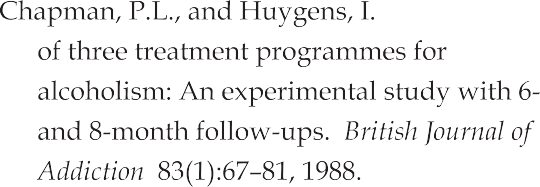 Chapman, P.L., and Huygens, I.
of three treatment programmes for
alcoholism: An experimental study with 6-
and 8-month follow-ups. British Journal of
Addiction 83(1):67–81, 1988.